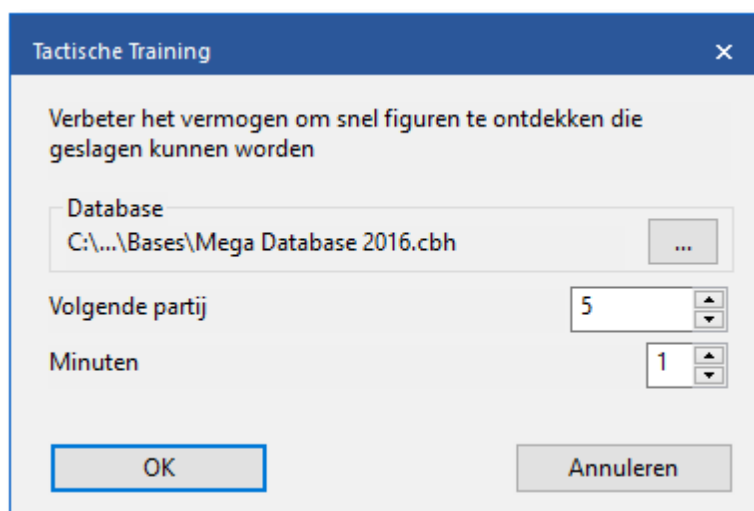 Tactische Training
Verbeter het vermogen om snel figuren te ontdekken die
geslagen kunnen worden
Database
C:\...\Bases\Mega Database 2016.cbh
...
Volgende partij 5
Minuten 1
OK Annuleren